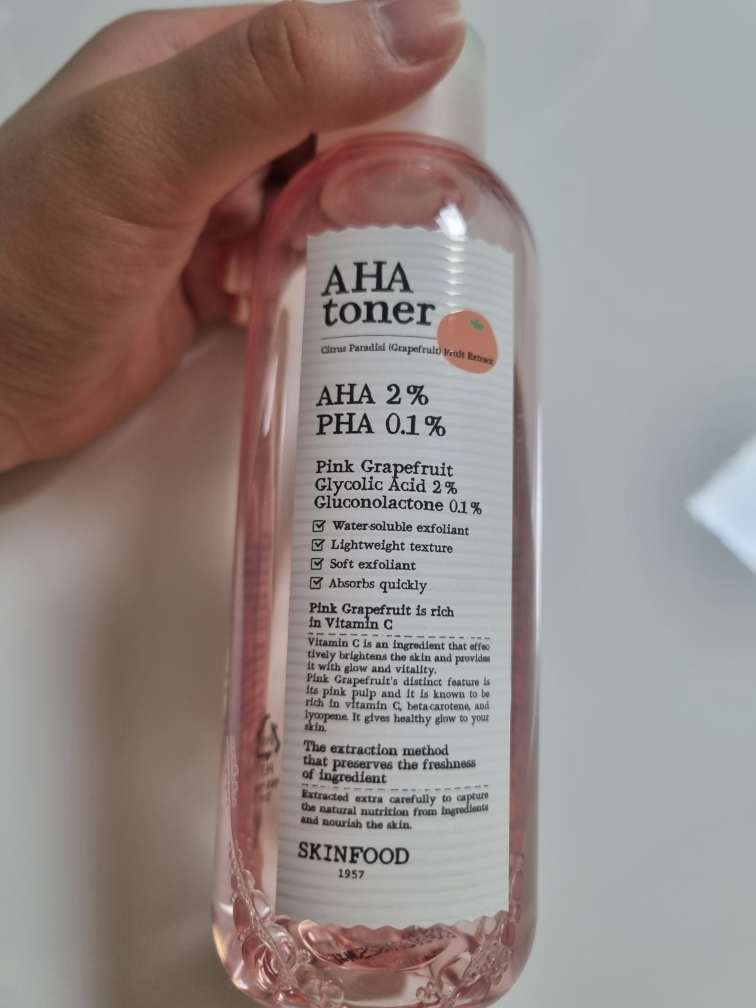 AHA
toner
Citrus Paradisi (Grapefruit) Fruit Extract
AHA 2%
PHA 0.1%
Pink Grapefruit
Glycolic Acid 2%
Gluconolactone 0.1%
Water-soluble exfoliant
Lightweight texture
Soft exfoliant
Absorbs quickly
Pink Grapefruit is rich
in Vitamin C
Vitamin C is an ingredient that effec
tively brightens the skin and provides
it with glow and vitality.
Pink Grapefruit's distinct feature is
its pink pulp and it is known to be
rich in vitamin C, beta-carotene, and
lycopene. It gives healthy glow to your
skin.
The extraction method
that preserves the freshness
of ingredient
Extracted extra carefully to capture
the natural nutrition from ingredients
and nourish the skin.
SKINFOOD
1957